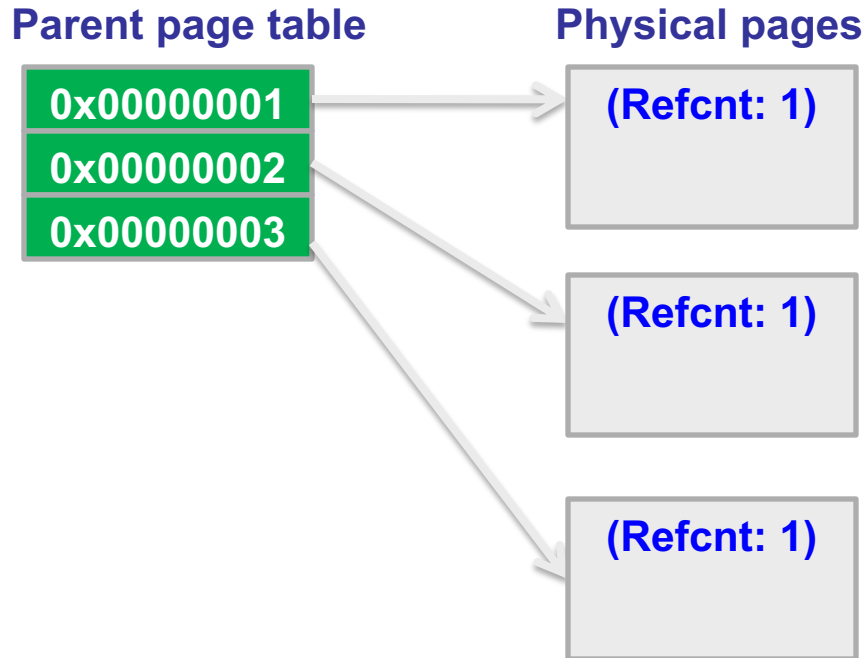 Parent page table
Physical pages
0x00000001
0x00000002
0x00000003
(Refcnt: 1)
(Refcnt: 1)
(Refcnt: 1)